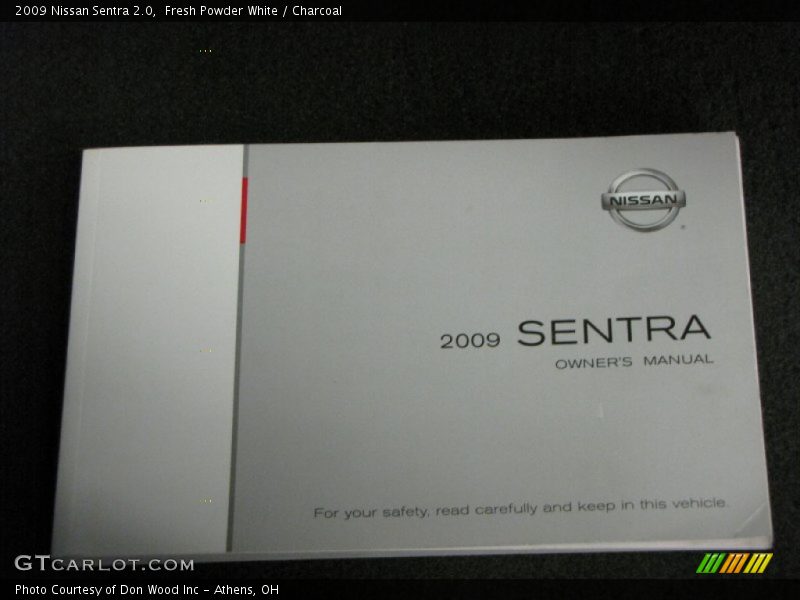 2009 Nissan Sentra 2.0,  Fresh Powder White / Charcoal
NISSAN
2009 SENTRA
OWNER'S MANUAL
For your safety, read carefully and keep in this vehicle.
GTCARLOT.COM
Photo Courtesy of Don Wood Inc - Athens, OH